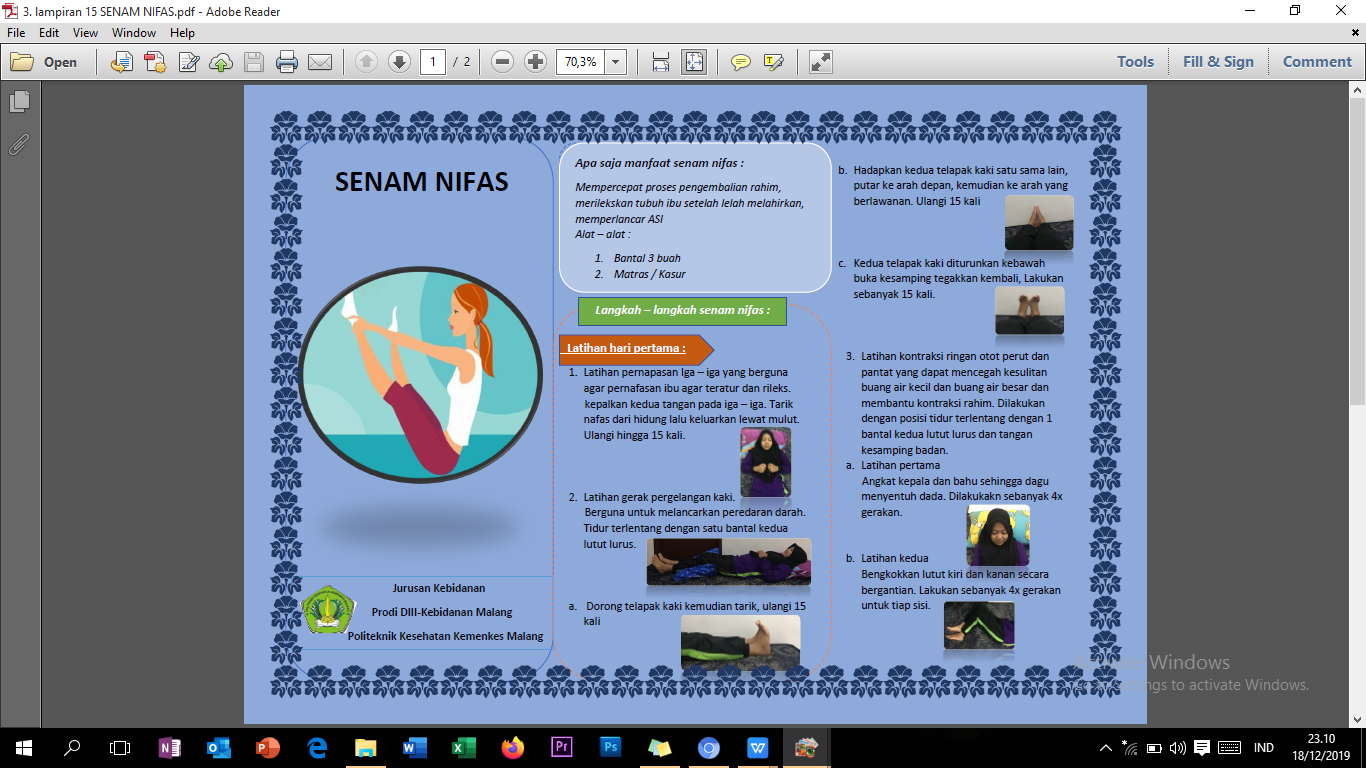 3. lampiran 15 SENAM NIFAS.pdf - Adobe Reader
File Edit View Window Help
Open 1 / 2 70,3% Tools Fill & Sign Comment
SENAM NIFAS
Jurusan Kebidanan
Prodi DIII-Kebidanan Malang
Politeknik Kesehatan Kemenkes Malang
Apa saja manfaat senam nifas :
Mempercepat proses pengembalian rahim,
merilekskan tubuh ibu setelah lelah melahirkan,
memperlancar ASI
Alat – alat :
1. Bantal 3 buah
2. Matras / Kasur
Langkah – langkah senam nifas :
Latihan hari pertama :
1. Latihan pernapasan Iga – iga yang berguna
agar pernafasan ibu agar teratur dan rileks.
kepalkan kedua tangan pada iga – iga. Tarik
nafas dari hidung lalu keluarkan lewat mulut.
Ulangi hingga 15 kali.
2. Latihan gerak pergelangan kaki.
Berguna untuk melancarkan peredaran darah.
Tidur terlentang dengan satu bantal kedua
lutut lurus.
a. Dorong telapak kaki kemudian tarik, ulangi 15
kali
b. Hadapkan kedua telapak kaki satu sama lain,
putar ke arah depan, kemudian ke arah yang
berlawanan. Ulangi 15 kali
c. Kedua telapak kaki diturunkan kebawah
buka kesamping tegakkan kembali, Lakukan
sebanyak 15 kali.
3. Latihan kontraksi ringan otot perut dan
pantat yang dapat mencegah kesulitan
buang air kecil dan buang air besar dan
membantu kontraksi rahim. Dilakukan
dengan posisi tidur terlentang dengan 1
bantal kedua lutut lurus dan tangan
kesamping badan.
a. Latihan pertama
Angkat kepala dan bahu sehingga dagu
menyentuh dada. Dilakukakn sebanyak 4x
gerakan.
b. Latihan kedua
Bengkokkan lutut kiri dan kanan secara
bergantian. Lakukan sebanyak 4x gerakan
untuk tiap sisi.
Windows
to activate Windows.
IND
23.10
18/12/2019